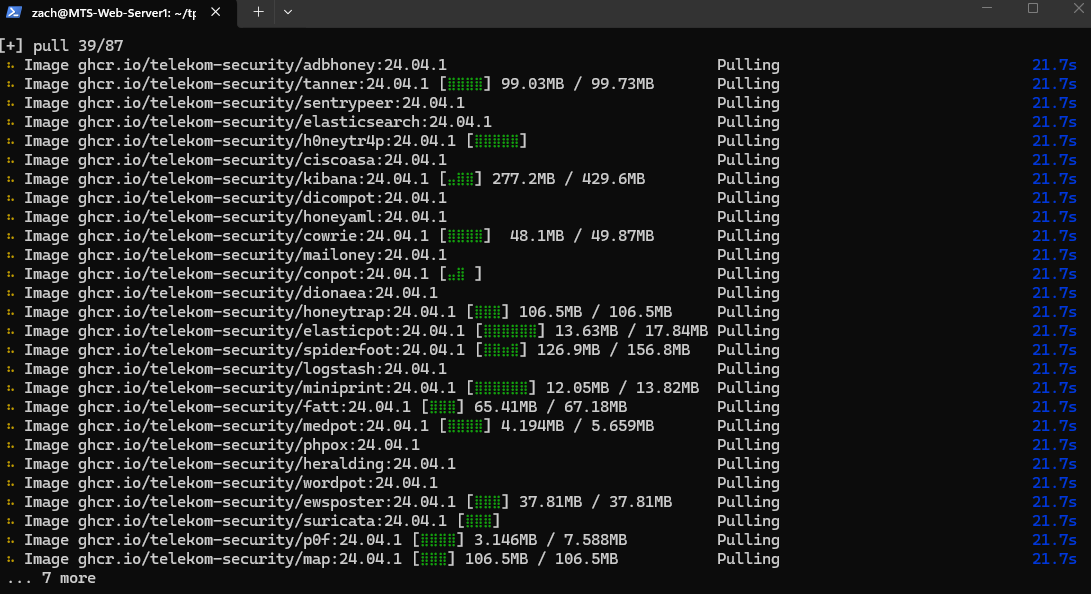 zach@MTS-Web-Server1: ~/tp
[+] pull 39/87
Image ghcr.io/telekom-security/adbhoney:24.04.1 Pulling 21.7s
Image ghcr.io/telekom-security/tanner:24.04.1 [⣿⣿⣿⣿] 99.03MB / 99.73MB Pulling 21.7s
Image ghcr.io/telekom-security/sentrypeer:24.04.1 Pulling 21.7s
Image ghcr.io/telekom-security/elasticsearch:24.04.1 Pulling 21.7s
Image ghcr.io/telekom-security/h0neytr4p:24.04.1 [⣿⣿⣿⣿⣿] Pulling 21.7s
Image ghcr.io/telekom-security/ciscoasa:24.04.1 Pulling 21.7s
Image ghcr.io/telekom-security/kibana:24.04.1 [⣤⣿⣿] 277.2MB / 429.6MB Pulling 21.7s
Image ghcr.io/telekom-security/dicompot:24.04.1 Pulling 21.7s
Image ghcr.io/telekom-security/honeyaml:24.04.1 Pulling 21.7s
Image ghcr.io/telekom-security/cowrie:24.04.1 [⣿⣿⣿⣿] 48.1MB / 49.87MB Pulling 21.7s
Image ghcr.io/telekom-security/mailoney:24.04.1 Pulling 21.7s
Image ghcr.io/telekom-security/conpot:24.04.1 [⣤⣿ ] Pulling 21.7s
Image ghcr.io/telekom-security/dionaea:24.04.1 Pulling 21.7s
Image ghcr.io/telekom-security/honeytrap:24.04.1 [⣿⣿⣿] 106.5MB / 106.5MB Pulling 21.7s
Image ghcr.io/telekom-security/elasticpot:24.04.1 [⣿⣿⣿⣿⣿⣿] 13.63MB / 17.84MB Pulling 21.7s
Image ghcr.io/telekom-security/spiderfoot:24.04.1 [⣿⣿⣶⣿] 126.9MB / 156.8MB Pulling 21.7s
Image ghcr.io/telekom-security/logstash:24.04.1 Pulling 21.7s
Image ghcr.io/telekom-security/miniprint:24.04.1 [⣿⣿⣿⣿⣿⣿] 12.05MB / 13.82MB Pulling 21.7s
Image ghcr.io/telekom-security/fatt:24.04.1 [⣿⣿⣿] 65.41MB / 67.18MB Pulling 21.7s
Image ghcr.io/telekom-security/medpot:24.04.1 [⣿⣿⣿⣿] 4.194MB / 5.659MB Pulling 21.7s
Image ghcr.io/telekom-security/phpox:24.04.1 Pulling 21.7s
Image ghcr.io/telekom-security/heralding:24.04.1 Pulling 21.7s
Image ghcr.io/telekom-security/wordpot:24.04.1 Pulling 21.7s
Image ghcr.io/telekom-security/ewsposter:24.04.1 [⣿⣿⣿] 37.81MB / 37.81MB Pulling 21.7s
Image ghcr.io/telekom-security/suricata:24.04.1 [⣿⣿⣿] Pulling 21.7s
Image ghcr.io/telekom-security/p0f:24.04.1 [⣿⣿⣿⣿] 3.146MB / 7.588MB Pulling 21.7s
Image ghcr.io/telekom-security/map:24.04.1 [⣿⣿⣿] 106.5MB / 106.5MB Pulling 21.7s
... 7 more